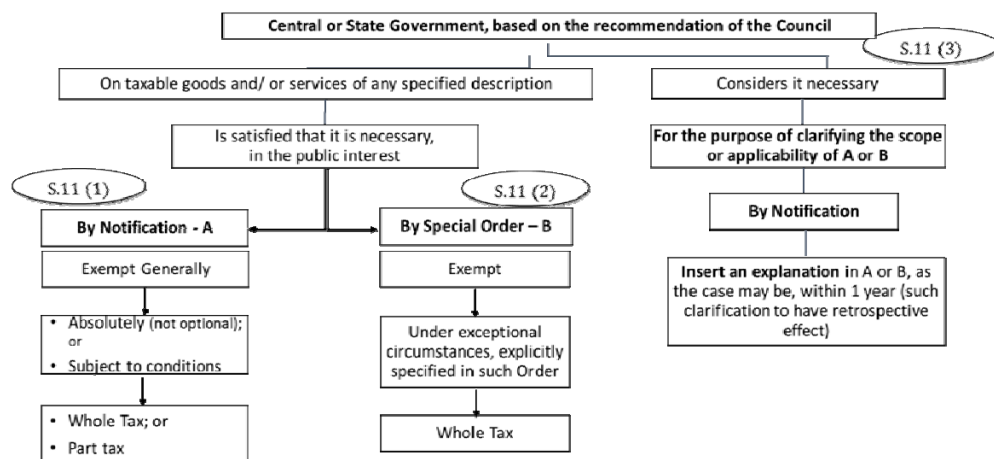 Central or State Government, based on the recommendation of the Council
S.11 (3)
On taxable goods and/ or services of any specified description
Considers it necessary
Is satisfied that it is necessary,
in the public interest
For the purpose of clarifying the scope
or applicability of A or B
S.11 (1)
S.11 (2)
By Notification - A
By Special Order – B
By Notification
Exempt Generally
Exempt
Insert an explanation in A or B, as
the case may be, within 1 year (such
clarification to have retrospective
effect)
• Absolutely (not optional);
or
• Subject to conditions
Under exceptional
circumstances, explicitly
specified in such Order
• Whole Tax; or
• Part tax
Whole Tax